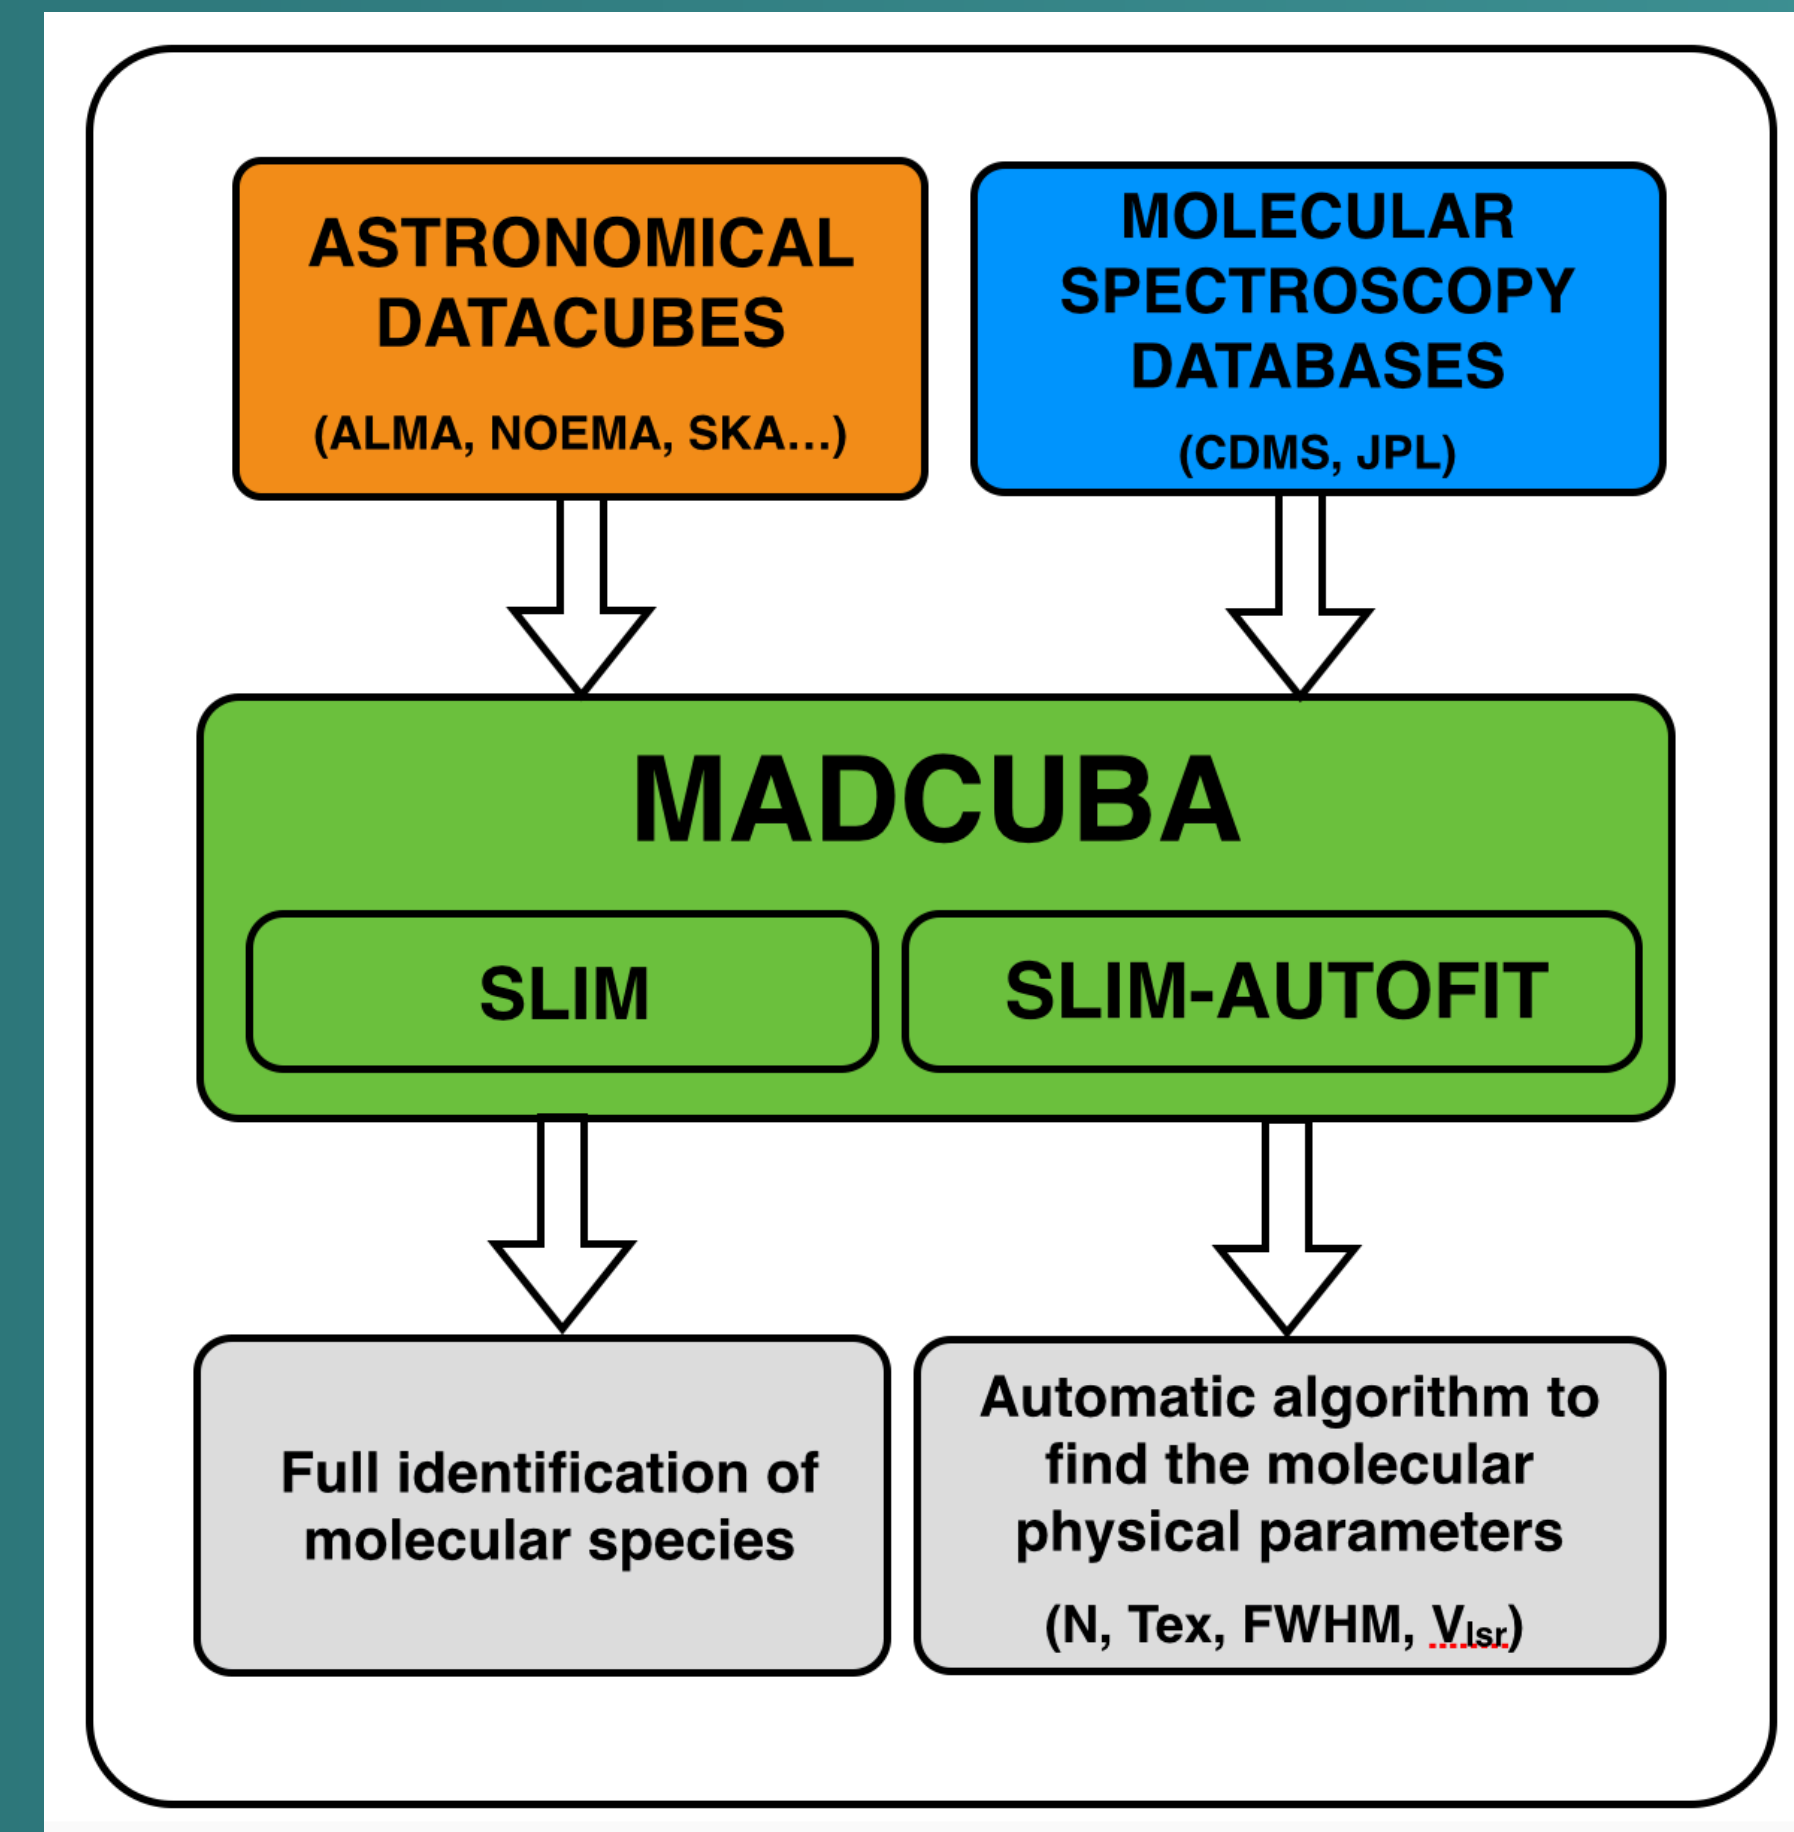 ASTRONOMICAL
DATACUBES
(ALMA, NOEMA, SKA...)
MOLECULAR
SPECTROSCOPY
DATABASES
(CDMS, JPL)
MADCUBA
SLIM
SLIM-AUTOFIT
Full identification of
molecular species
Automatic algorithm to
find the molecular
physical parameters
(N, Tex, FWHM, Vlsr)